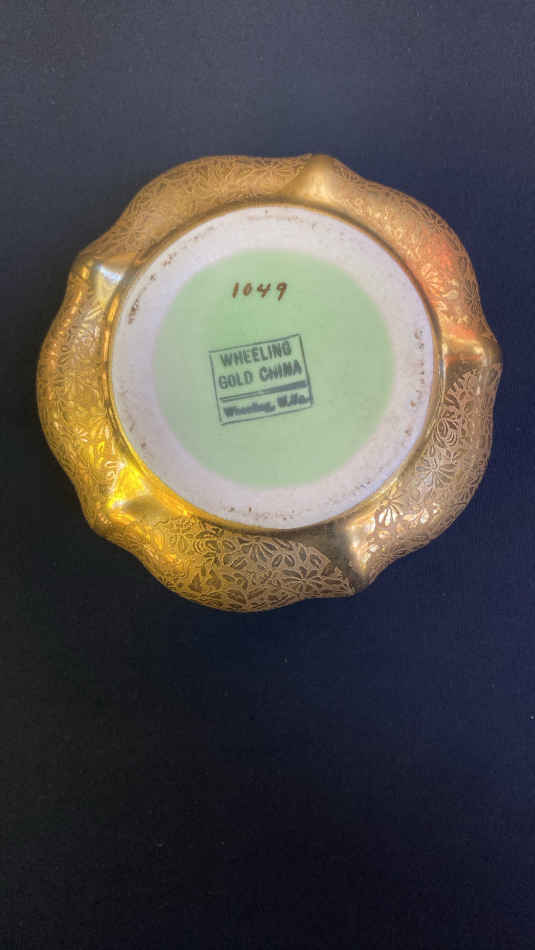 1049
WHEELING
GOLD CHINA
Wheeling, W.Va.